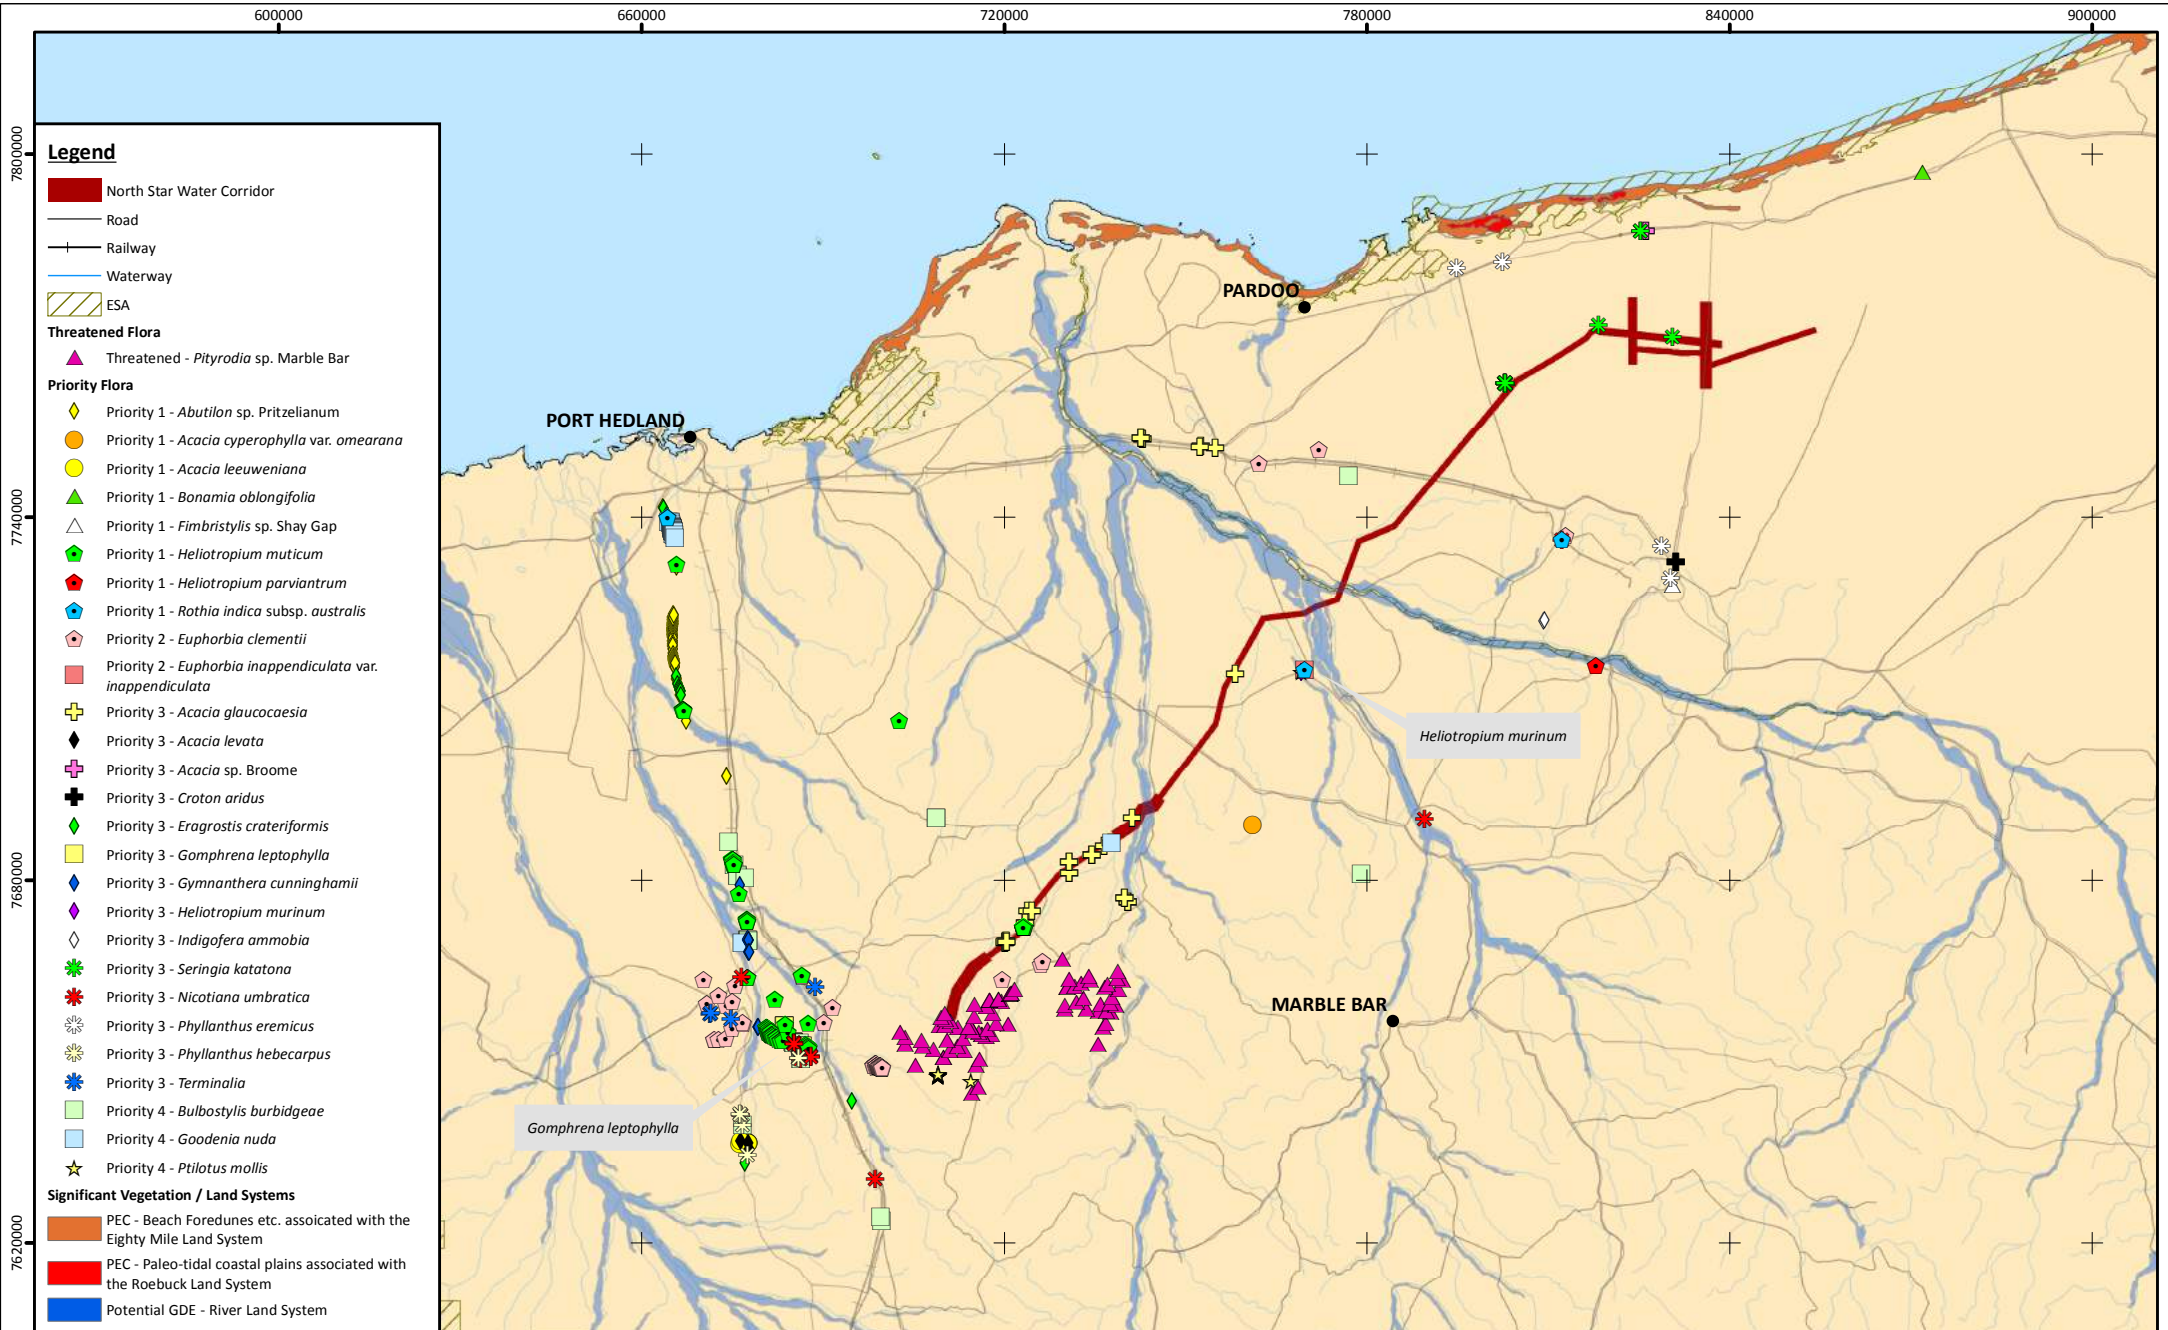 600000
660000
720000
780000
840000
900000
7800000
7740000
7680000
7620000
Legend
North Star Water Corridor
Road
Railway
Waterway
ESA
Threatened Flora
Threatened - Pityrodia sp. Marble Bar
Priority Flora
Priority 1 - Abutilon sp. Pritzelianum
Priority 1 - Acacia cyperophylla var. omearana
Priority 1 - Acacia leeuweniana
Priority 1 - Bonamia oblongifolia
Priority 1 - Fimbristylis sp. Shay Gap
Priority 1 - Heliotropium muticum
Priority 1 - Heliotropium parviantrum
Priority 1 - Rothia indica subsp. australis
Priority 2 - Euphorbia clementii
Priority 2 - Euphorbia inappendiculata var.
inappendiculata
Priority 3 - Acacia glaucocaesia
Priority 3 - Acacia levata
Priority 3 - Acacia sp. Broome
Priority 3 - Croton aridus
Priority 3 - Eragrostis crateriformis
Priority 3 - Gomphrena leptophylla
Priority 3 - Gymnanthera cunninghamii
Priority 3 - Heliotropium murinum
Priority 3 - Indigofera ammobia
Priority 3 - Seringia katatona
Priority 3 - Nicotiana umbratica
Priority 3 - Phyllanthus eremicus
Priority 3 - Phyllanthus hebecarpus
Priority 3 - Terminalia
Priority 4 - Bulbostylis burbidgeae
Priority 4 - Goodenia nuda
Priority 4 - Ptilotus mollis
Significant Vegetation / Land Systems
PEC - Beach Foredunes etc. assoicated with the
Eighty Mile Land System
PEC - Paleo-tidal coastal plains associated with
the Roebuck Land System
Potential GDE - River Land System
PARDOO
PORT HEDLAND
Heliotropium murinum
MARBLE BAR
Gomphrena leptophylla